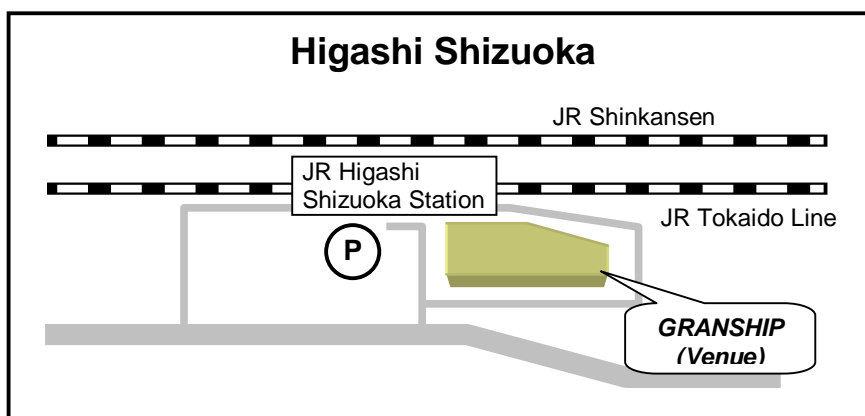 Higashi Shizuoka
JR Shinkansen
JR Higashi
Shizuoka Station
JR Tokaido Line
P
GRANSHIP
(Venue)